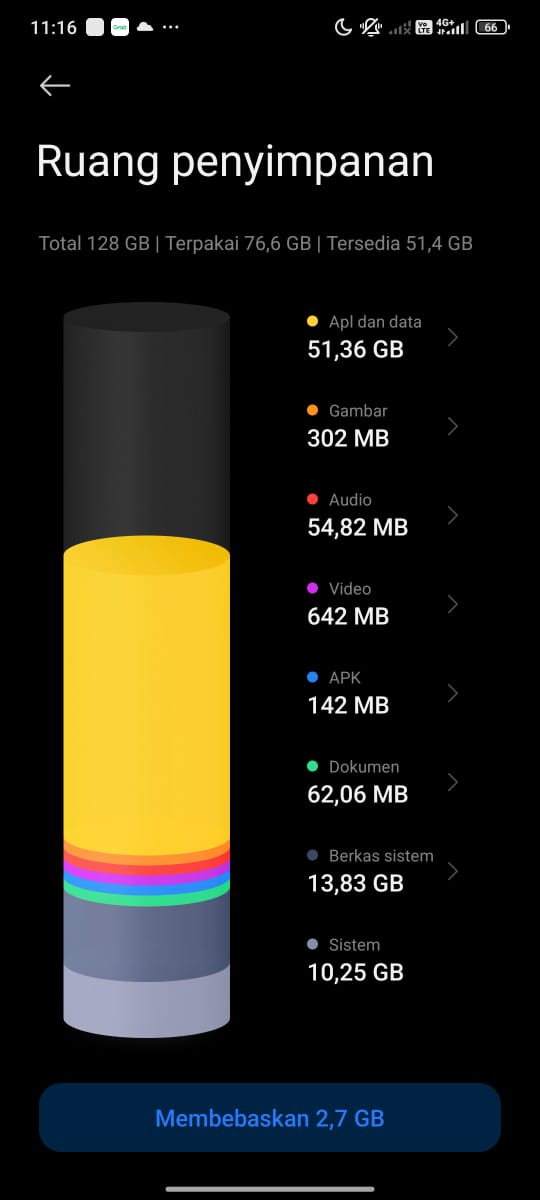 11:16
Vo LTE 4G+ 66
Ruang penyimpanan
Total 128 GB | Terpakai 76,6 GB | Tersedia 51,4 GB
Apl dan data
51,36 GB
Gambar
302 MB
Audio
54,82 MB
Video
642 MB
APK
142 MB
Dokumen
62,06 MB
Berkas sistem
13,83 GB
Sistem
10,25 GB
Membebaskan 2,7 GB